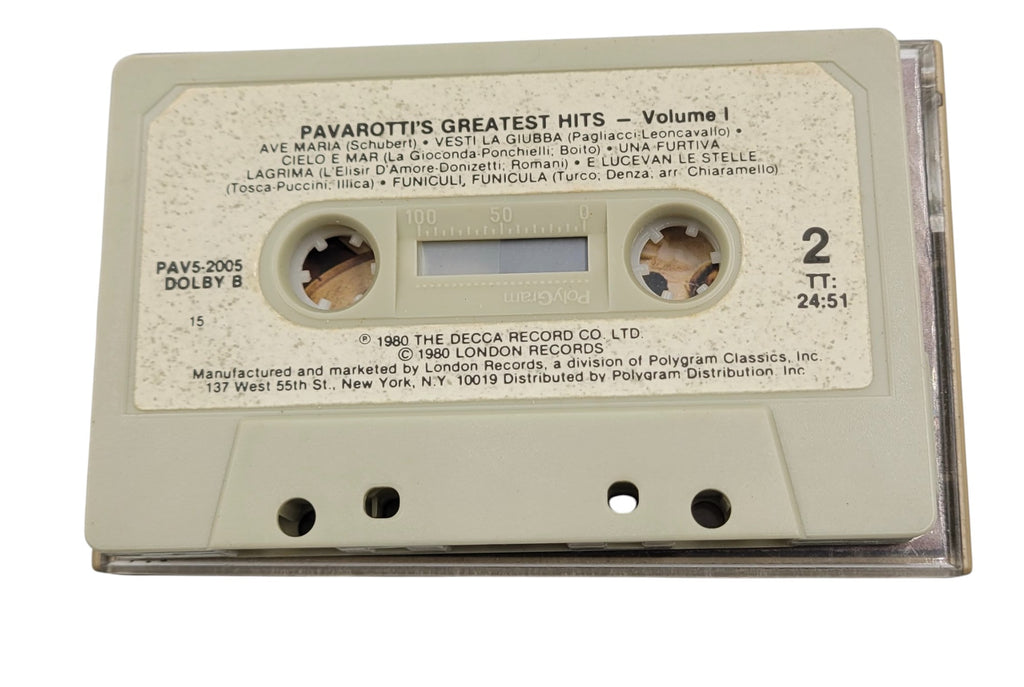 PAVAROTTI'S GREATEST HITS — Volume I
AVE MARIA (Schubert) • VESTI LA GIUBBA (Pagliacci-Leoncavallo) •
CIELO E MAR (La Gioconda-Ponchielli; Boito) • UNA FURTIVA
LAGRIMA (L'Elisir D'Amore-Donizetti; Romani) • E LUCEVAN LE STELLE
(Tosca-Puccini; Illica) • FUNICULI, FUNICULA (Turco; Denza; arr. Chiaramello)
100 50 0
PolyGram
PAV5-2005
DOLBY B
15
2
TT:
24:51
℗ 1980 THE DECCA RECORD CO. LTD.
© 1980 LONDON RECORDS
Manufactured and marketed by London Records, a division of Polygram Classics, Inc.
137 West 55th St., New York, N.Y. 10019 Distributed by Polygram Distribution, Inc.